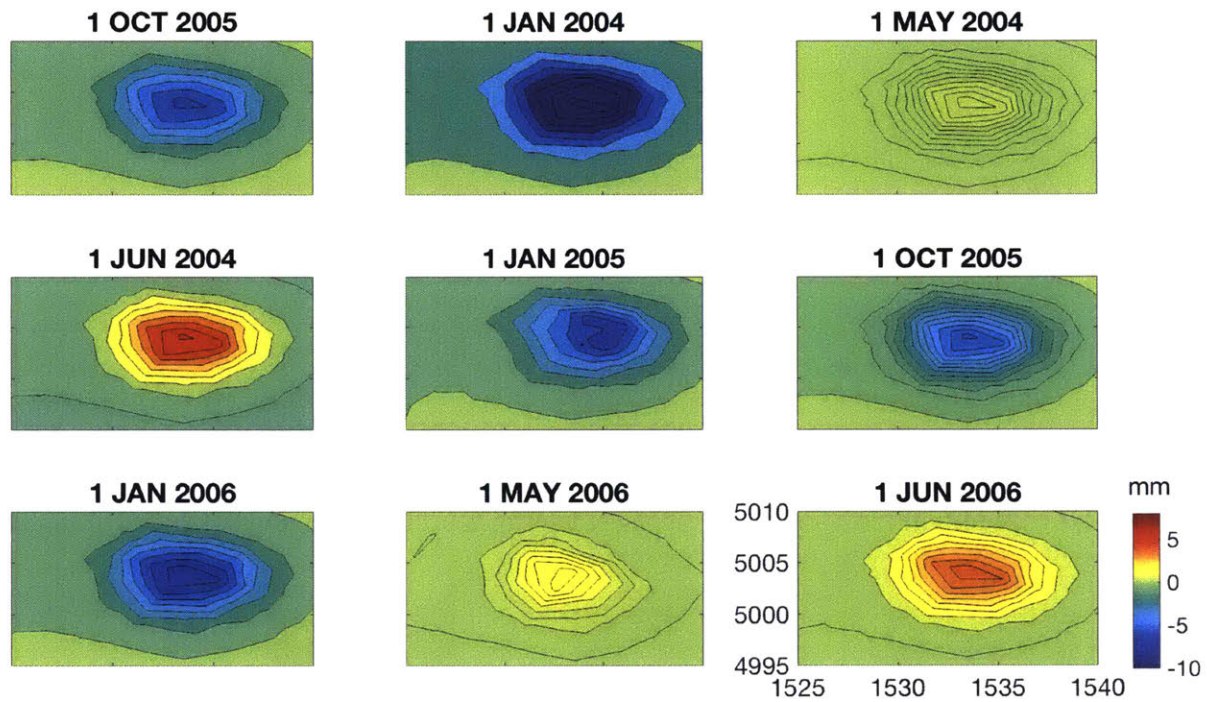 1 OCT 2005
1 JAN 2004
1 MAY 2004
1 JUN 2004
1 JAN 2005
1 OCT 2005
1 JAN 2006
1 MAY 2006
1 JUN 2006
mm
5010
5005
5000
4995
1525
1530
1535
1540
5
0
-5
-10